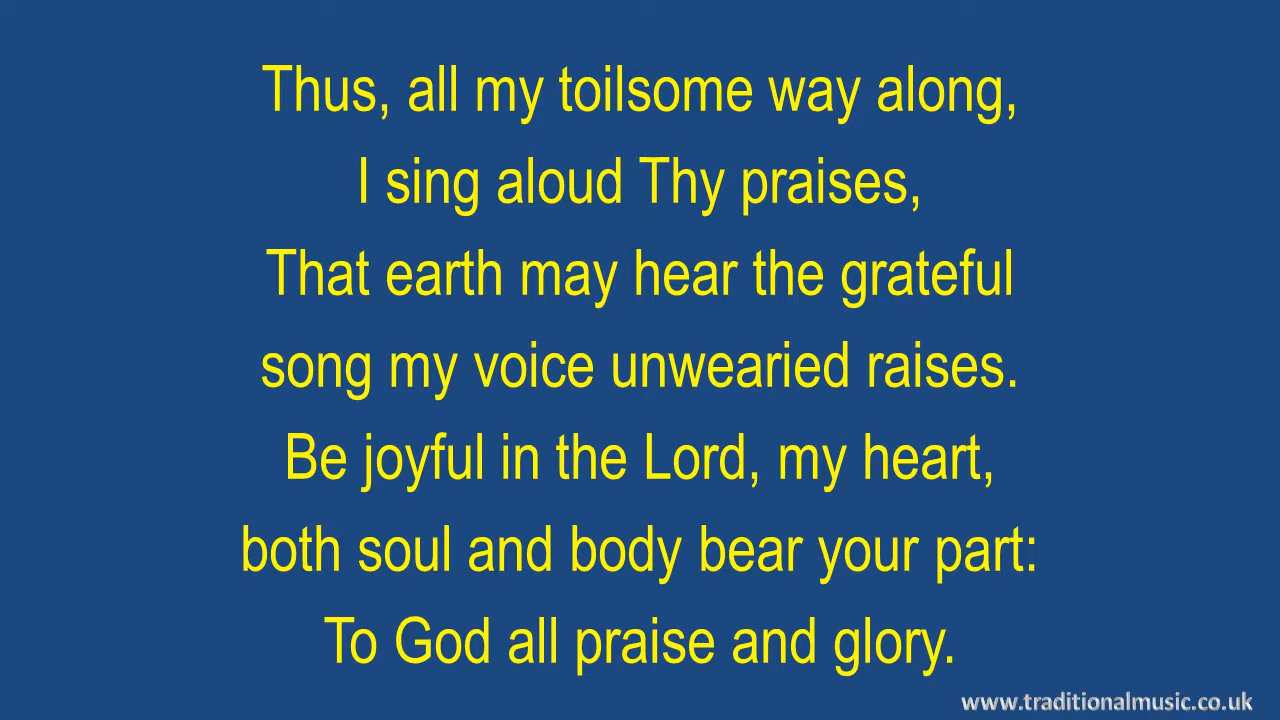 Thus, all my toilsome way along,
I sing aloud Thy praises,
That earth may hear the grateful
song my voice unwearied raises.
Be joyful in the Lord, my heart,
both soul and body bear your part:
To God all praise and glory.
www.traditionalmusic.co.uk